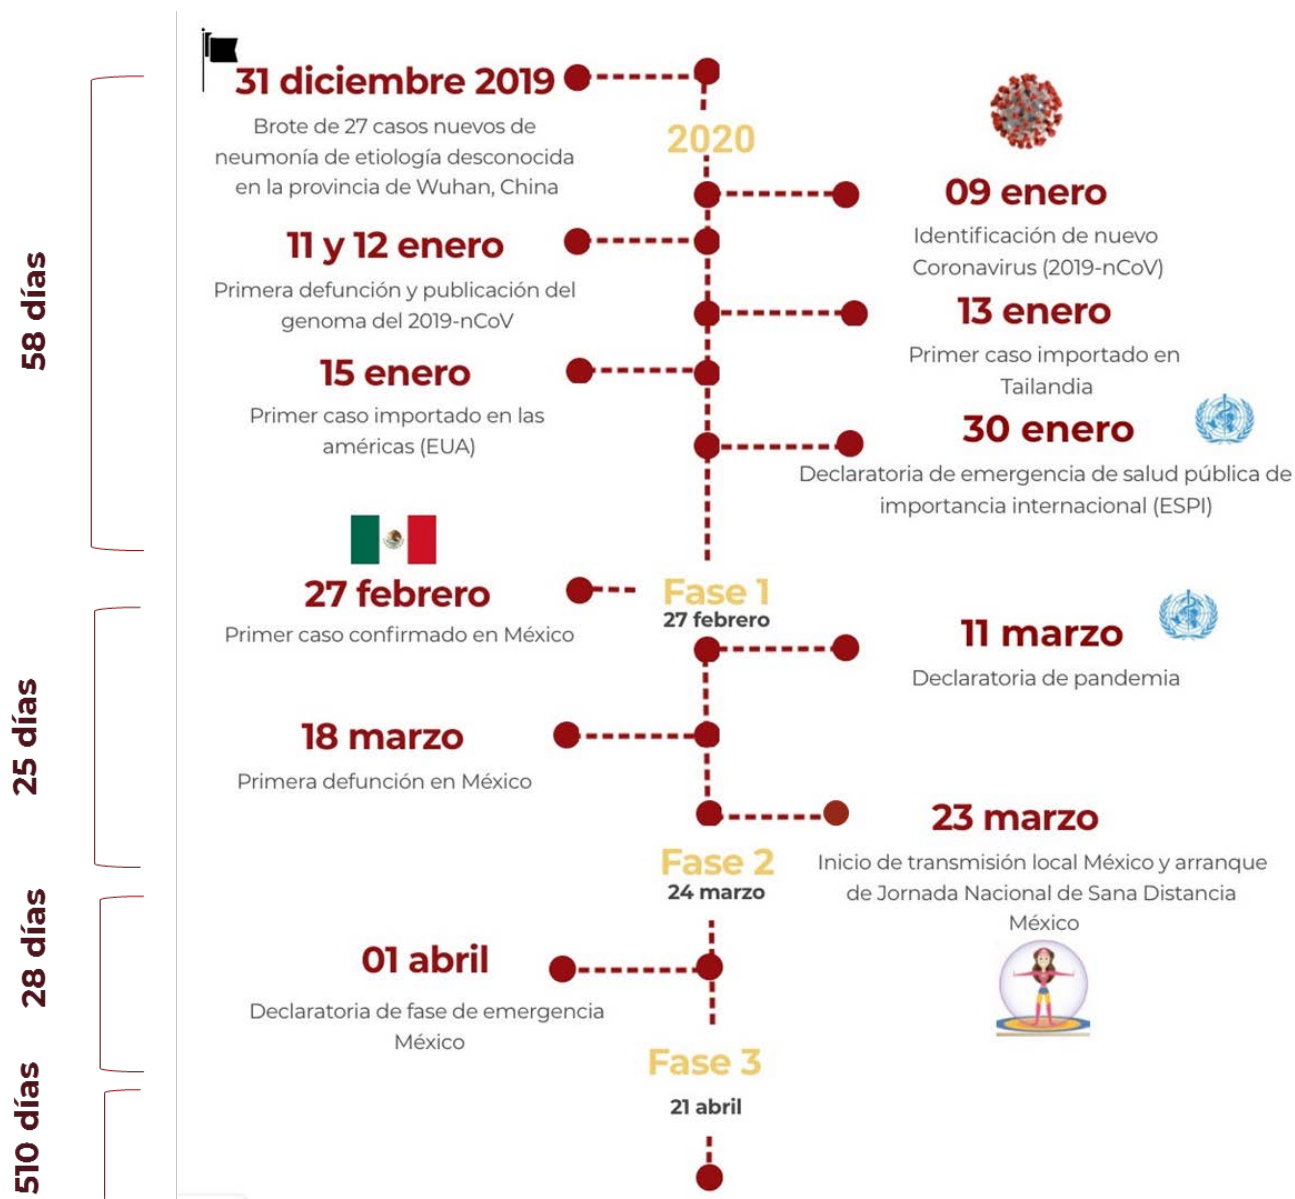 31 diciembre 2019
Brote de 27 casos nuevos de
neumonía de etiología desconocida
en la provincia de Wuhan, China
2020
09 enero
Identificación de nuevo
Coronavirus (2019-nCoV)
11 y 12 enero
Primera defunción y publicación del
genoma del 2019-nCoV
13 enero
Primer caso importado en
Tailandia
15 enero
Primer caso importado en las
américas (EUA)
30 enero
Declaratoria de emergencia de salud pública de
importancia internacional (ESPI)
58 días
27 febrero
Primer caso confirmado en México
Fase 1
27 febrero
11 marzo
Declaratoria de pandemia
18 marzo
Primera defunción en México
25 días
23 marzo
Inicio de transmisión local México y arranque
de Jornada Nacional de Sana Distancia
México
Fase 2
24 marzo
01 abril
Declaratoria de fase de emergencia
México
28 días
Fase 3
21 abril
510 días